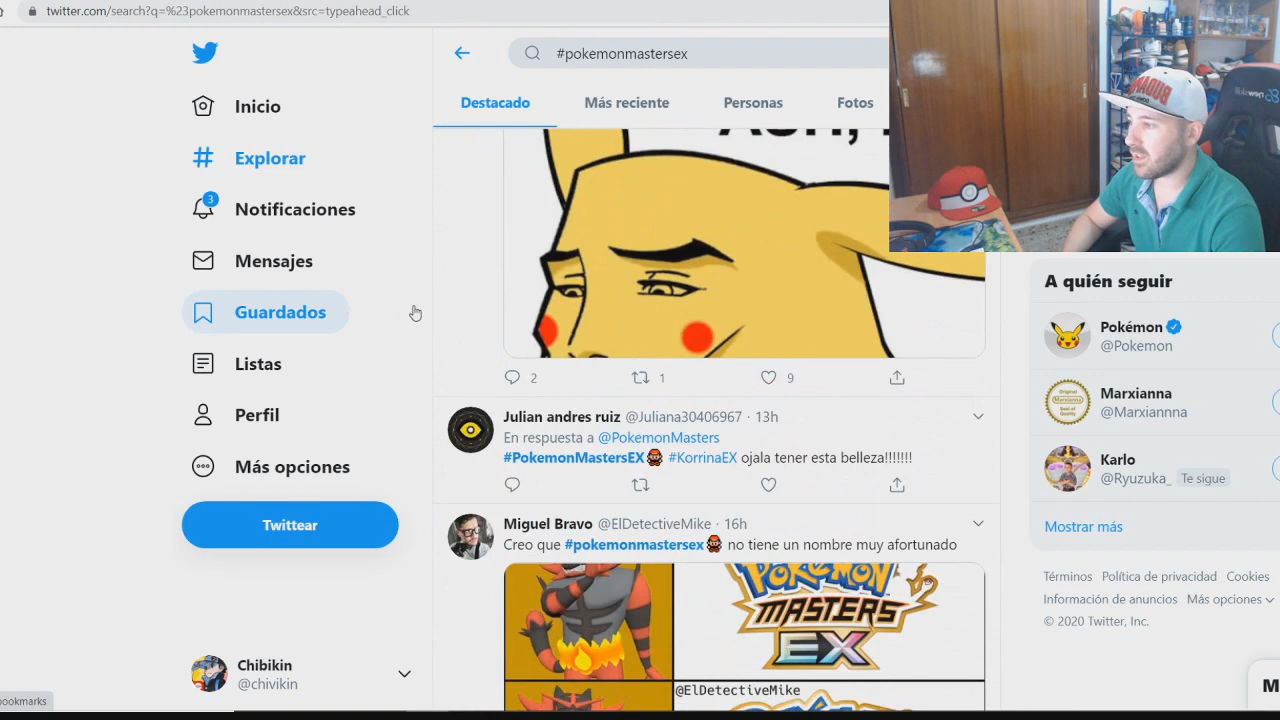 twitter.com/search?q=%23pokemonmastersex&src=typeahead_click
#pokemonmastersex
Inicio
Explorar
3
Notificaciones
Mensajes
Guardados
Listas
Perfil
Más opciones
Twittear
Chibikin
@chivikin
bookmarks
Destacado
Más reciente
Personas
Fotos
2
1
9
Julian andres ruiz @Juliana30406967 · 13h
En respuesta a @PokemonMasters
#PokemonMastersEX #KorrinaEX ojala tener esta belleza!!!!!!!
Miguel Bravo @ElDetectiveMike · 16h
Creo que #pokemonmastersex no tiene un nombre muy afortunado
POKÉMON
MASTERS
EX
@ElDetectiveMike
A quién seguir
Pokémon
@Pokemon
Marxianna
@Marxiannna
Karlo
@Ryuzuka_ Te sigue
Mostrar más
Términos Política de privacidad Cookies
Información de anuncios Más opciones
© 2020 Twitter, Inc.
M